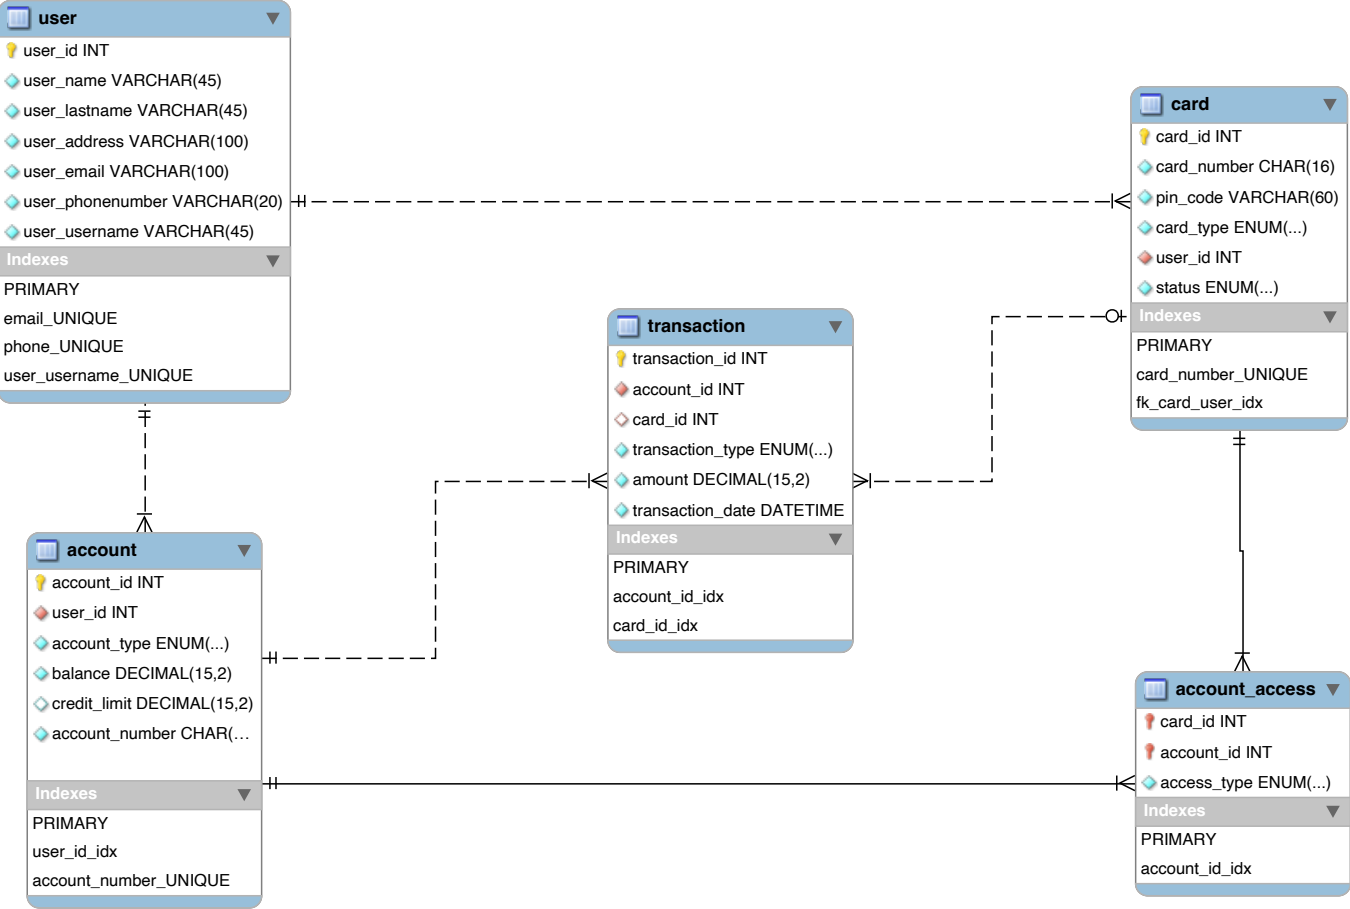 user
user_id INT
user_name VARCHAR(45)
user_lastname VARCHAR(45)
user_address VARCHAR(100)
user_email VARCHAR(100)
user_phonenumber VARCHAR(20)
user_username VARCHAR(45)
Indexes
PRIMARY
email_UNIQUE
phone_UNIQUE
user_username_UNIQUE
card
card_id INT
card_number CHAR(16)
pin_code VARCHAR(60)
card_type ENUM(...)
user_id INT
status ENUM(...)
Indexes
PRIMARY
card_number_UNIQUE
fk_card_user_idx
transaction
transaction_id INT
account_id INT
card_id INT
transaction_type ENUM(...)
amount DECIMAL(15,2)
transaction_date DATETIME
Indexes
PRIMARY
account_id_idx
card_id_idx
account
account_id INT
user_id INT
account_type ENUM(...)
balance DECIMAL(15,2)
credit_limit DECIMAL(15,2)
account_number CHAR(…
Indexes
PRIMARY
user_id_idx
account_number_UNIQUE
account_access
card_id INT
account_id INT
access_type ENUM(...)
Indexes
PRIMARY
account_id_idx